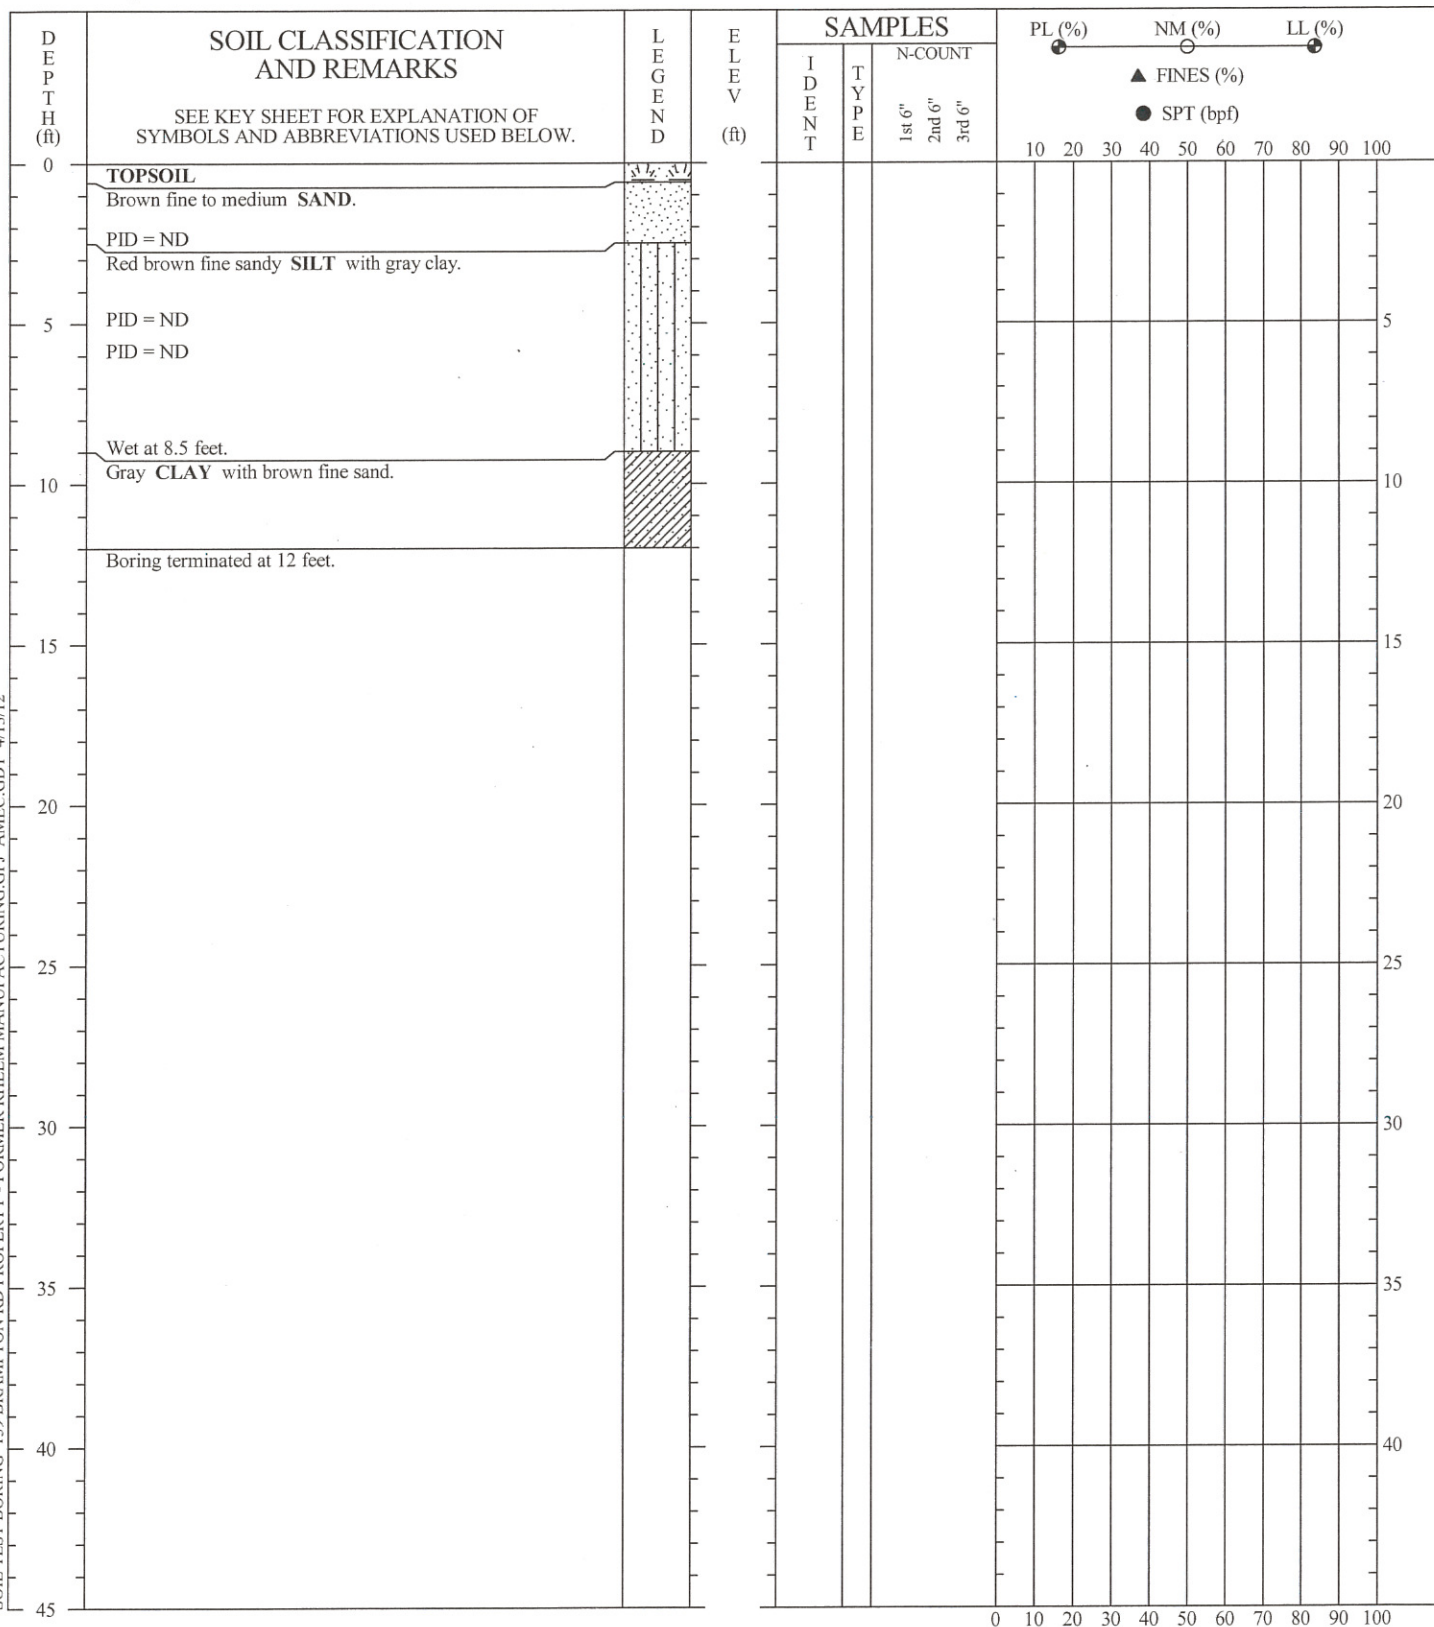 DEPTH (ft)
SOIL CLASSIFICATION
AND REMARKS
SEE KEY SHEET FOR EXPLANATION OF
SYMBOLS AND ABBREVIATIONS USED BELOW.
LEGEND
ELEV (ft)
SAMPLES
IDENT
TYPE
N-COUNT
1st 6"
2nd 6"
3rd 6"
PL (%) NM (%) LL (%)
▲ FINES (%)
● SPT (bpf)
10 20 30 40 50 60 70 80 90 100
0
TOPSOIL
Brown fine to medium SAND.
PID = ND
Red brown fine sandy SILT with gray clay.
5 PID = ND 5
PID = ND
Wet at 8.5 feet.
Gray CLAY with brown fine sand.
10 10
Boring terminated at 12 feet.
15 15
20 20
25 25
30 30
35 35
40 40
45
0 10 20 30 40 50 60 70 80 90 100